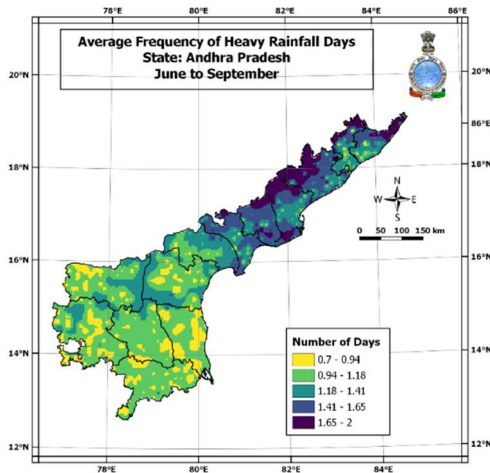 78°E 80°E 82°E 84°E 86°E
Average Frequency of Heavy Rainfall Days
State: Andhra Pradesh
June to September
20°N 20°N
86°E
18°N 18°N
N
W E
S
0 50 100 150 km
16°N 16°N
Number of Days
0.7 - 0.94
0.94 - 1.18
1.18 - 1.41
1.41 - 1.65
1.65 - 2
14°N 14°N
12°N 12°N
78°E 80°E 82°E 84°E